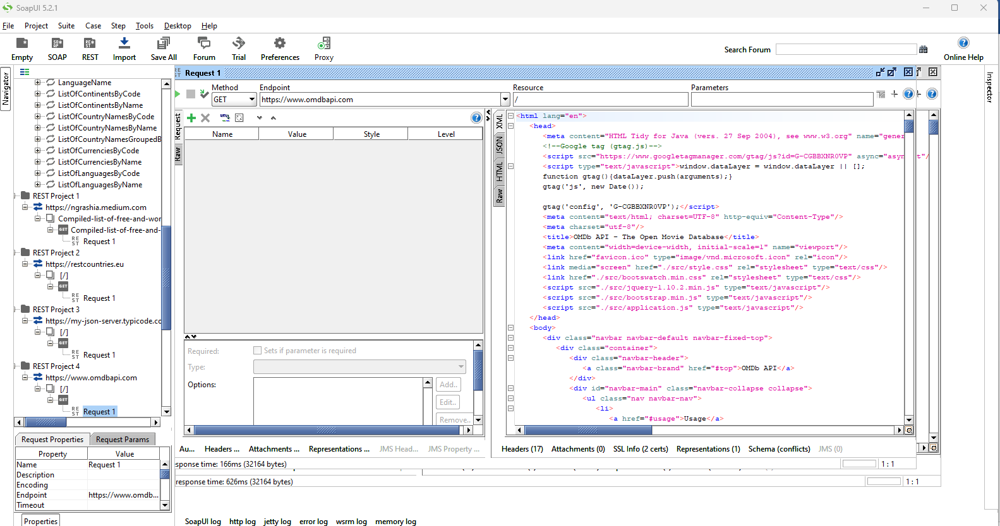 SoapUI 5.2.1
File Project Suite Case Step Tools Desktop Help
Empty SOAP REST Import Save All Forum Trial Preferences Proxy
Search Forum
Online Help
Navigator
Inspector
LanguageName
ListOfContinentsByCode
ListOfContinentsByName
ListOfCountryNamesByCode
ListOfCountryNamesByName
ListOfCountryNamesGroupedB
ListOfCurrenciesByCode
ListOfCurrenciesByName
ListOfLanguagesByCode
ListOfLanguagesByName
REST Project 1
https://ngrashia.medium.com
Compiled-list-of-free-and-wor
GET Compiled-list-of-free-and-
REST Request 1
REST Project 2
https://restcountries.eu
[/]
GET
REST Request 1
REST Project 3
https://my-json-server.typicode.cc
[/]
GET
REST Request 1
REST Project 4
https://www.omdbapi.com
[/]
GET
REST Request 1
Request Properties Request Params
Property Value
Name Request 1
Description
Encoding
Endpoint https://www.omdb...
Timeout
Properties
Request 1
Method Endpoint Resource Parameters
GET https://www.omdbapi.com /
Request
Raw
Name Value Style Level
Required: Sets if parameter is required
Type:
Options: Add..
Edit..
Remove..
Au... Headers ... Attachments ... Representations ... JMS Head... JMS Property ...
XML
JSON
HTML
Raw
<html lang="en">
<head>
<meta content="HTML Tidy for Java (vers. 27 Sep 2004), see www.w3.org" name="gener
<!--Google tag (gtag.js)-->
<script src="https://www.googletagmanager.com/gtag/js?id=G-CGBBXNR0VP" async="async"/
<script type="text/javascript">window.dataLayer = window.dataLayer || [];
function gtag(){dataLayer.push(arguments);}
gtag('js', new Date());
gtag('config', 'G-CGBBXNR0VP');</script>
<meta content="text/html; charset=UTF-8" http-equiv="Content-Type"/>
<meta charset="utf-8"/>
<title>OMDb API - The Open Movie Database</title>
<meta content="width=device-width, initial-scale=1" name="viewport"/>
<link href="favicon.ico" type="image/vnd.microsoft.icon" rel="icon"/>
<link media="screen" href="./src/style.css" rel="stylesheet" type="text/css"/>
<link href="./src/bootswatch.min.css" rel="stylesheet" type="text/css"/>
<script src="./src/jquery-1.10.2.min.js" type="text/javascript"/>
<script src="./src/bootstrap.min.js" type="text/javascript"/>
<script src="./src/application.js" type="text/javascript"/>
</head>
<body>
<div class="navbar navbar-default navbar-fixed-top">
<div class="container">
<div class="navbar-header">
<a class="navbar-brand" href="#top">OMDb API</a>
</div>
<div id="navbar-main" class="navbar-collapse collapse">
<ul class="nav navbar-nav">
<li>
<a href="#usage">Usage</a>
Headers (17) Attachments (0) SSL Info (2 certs) Representations (1) Schema (conflicts) JMS (0)
esponse time: 166ms (32164 bytes) 1 : 1
response time: 626ms (32164 bytes) 1 : 1
SoapUI log http log jetty log error log wsrm log memory log